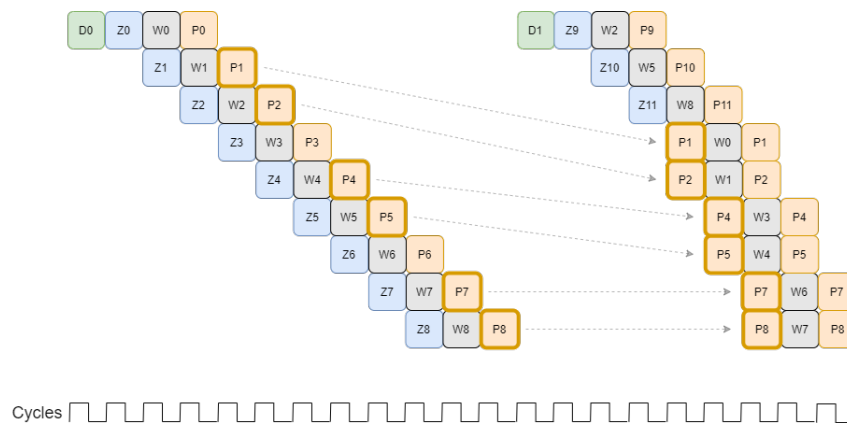 D0 Z0 W0 P0 D1 Z9 W2 P9
Z1 W1 P1 Z10 W5 P10
Z2 W2 P2 Z11 W8 P11
Z3 W3 P3 P1 W0 P1
Z4 W4 P4 P2 W1 P2
Z5 W5 P5 P4 W3 P4
Z6 W6 P6 P5 W4 P5
Z7 W7 P7 P7 W6 P7
Z8 W8 P8 P8 W7 P8
Cycles